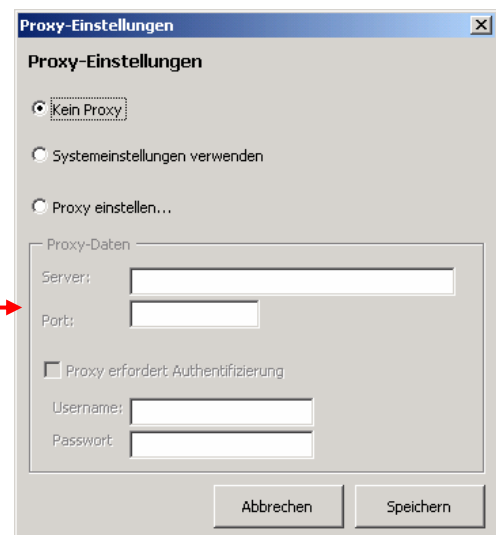 Proxy-Einstellungen
Proxy-Einstellungen
Kein Proxy
Systemeinstellungen verwenden
Proxy einstellen...
Proxy-Daten
Server:
Port:
Proxy erfordert Authentifizierung
Username:
Passwort
Abbrechen Speichern